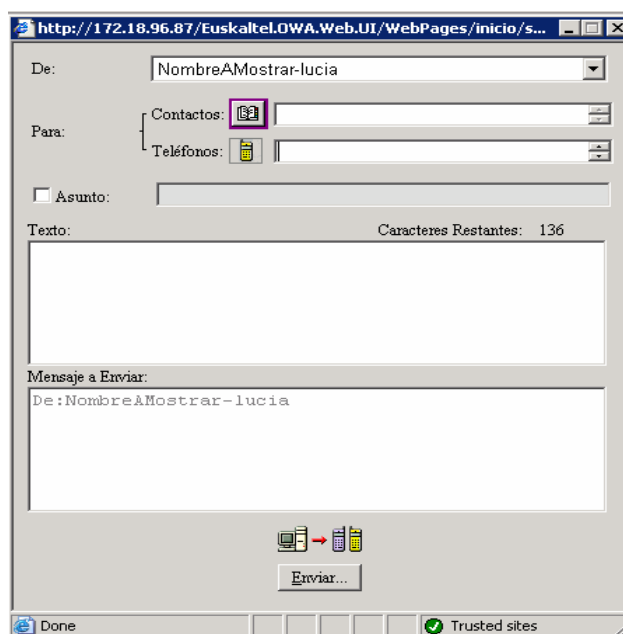 http://172.18.96.87/Euskaltel.OWA.Web.UI/WebPages/inicio/s...
De: NombreAMostrar-lucia
Para:
Contactos:
Teléfonos:
Asunto:
Texto: Caracteres Restantes: 136
Mensaje a Enviar:
De:NombreAMostrar-lucia
Enviar...
Done Trusted sites